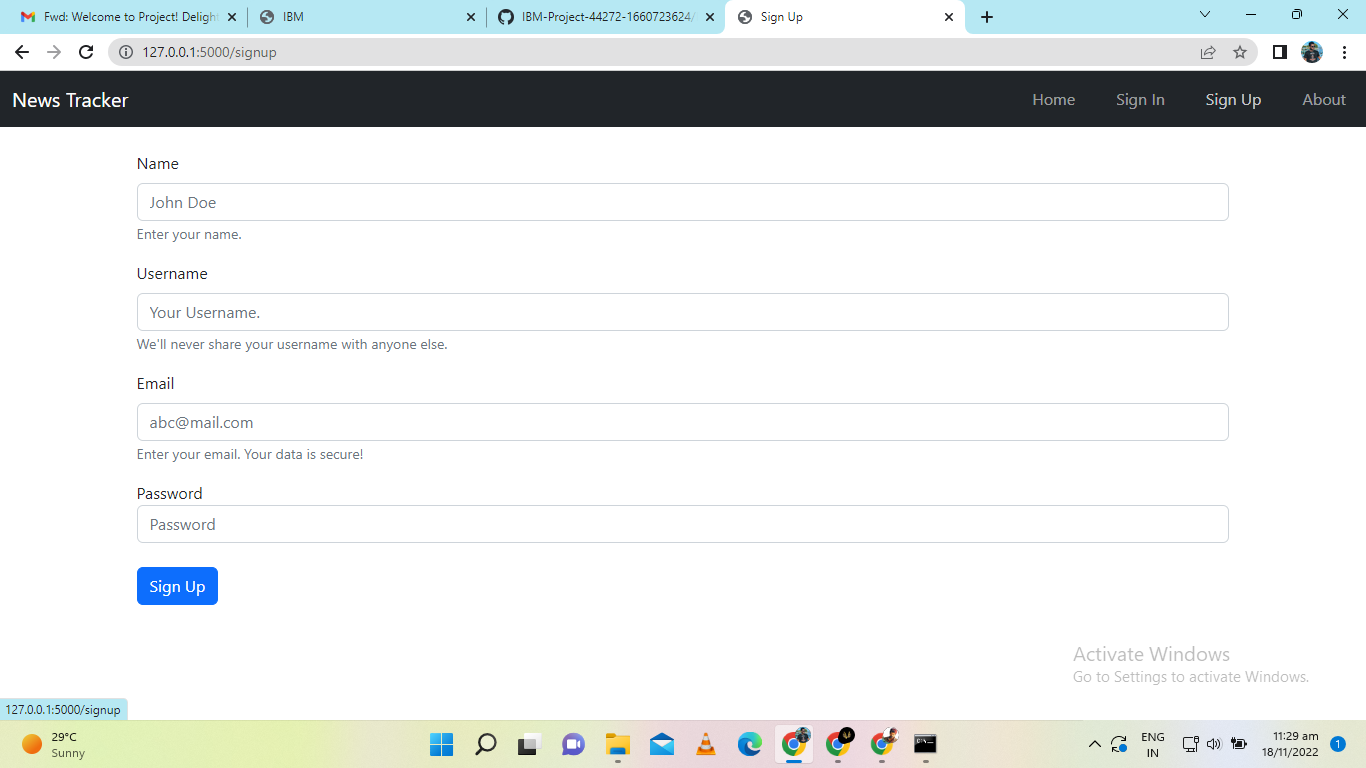 Fwd: Welcome to Project! Delight
IBM
IBM-Project-44272-1660723624/
Sign Up
127.0.0.1:5000/signup
News Tracker
Home
Sign In
Sign Up
About
Name
John Doe
Enter your name.
Username
Your Username.
We'll never share your username with anyone else.
Email
abc@mail.com
Enter your email. Your data is secure!
Password
Password
Sign Up
Activate Windows
Go to Settings to activate Windows.
127.0.0.1:5000/signup
29°C
Sunny
ENG
IN
11:29 am
18/11/2022
1